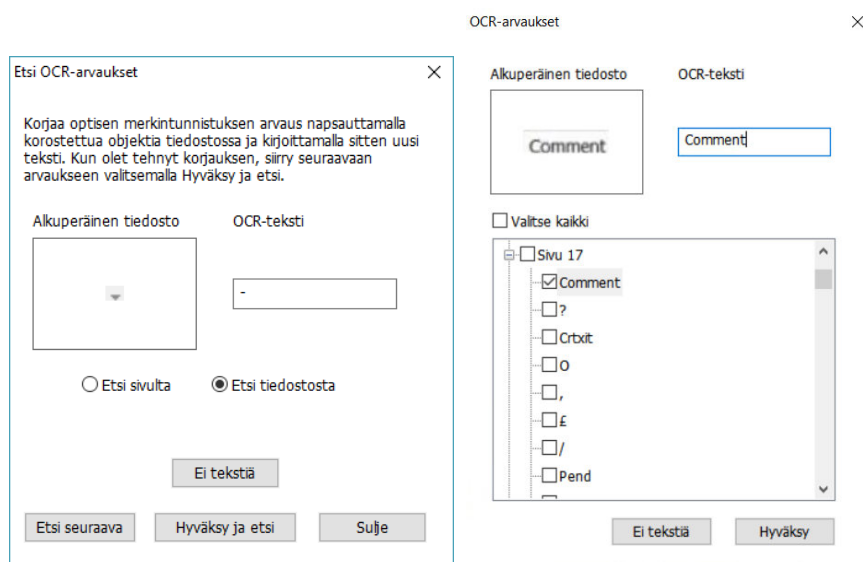 Etsi OCR-arvaukset
Korjaa optisen merkintunnistuksen arvaus napsauttamalla
korostettua objektia tiedostossa ja kirjoittamalla sitten uusi
teksti. Kun olet tehnyt korjauksen, siirry seuraavaan
arvaukseen valitsemalla Hyväksy ja etsi.
Alkuperäinen tiedosto
OCR-teksti
-
Etsi sivulta
Etsi tiedostosta
Ei tekstiä
Etsi seuraava
Hyväksy ja etsi
Sulje
OCR-arvaukset
Alkuperäinen tiedosto
OCR-teksti
Comment
Comment
Valitse kaikki
Sivu 17
Comment
?
Crtxit
O
,
£
/
Pend
Ei tekstiä
Hyväksy